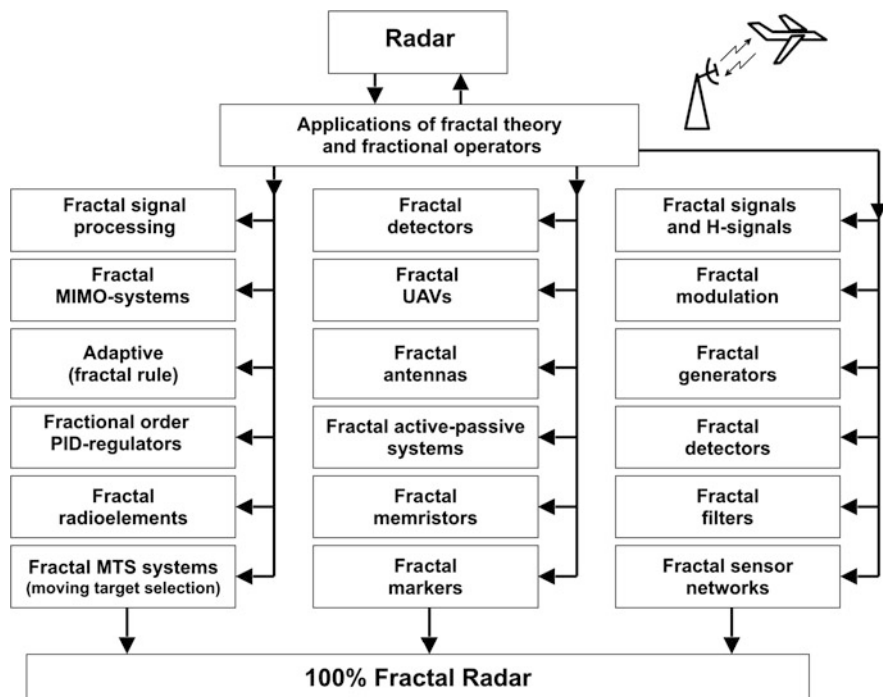 Radar
Applications of fractal theory
and fractional operators
Fractal signal
processing
Fractal
MIMO-systems
Adaptive
(fractal rule)
Fractional order
PID-regulators
Fractal
radioelements
Fractal MTS systems
(moving target selection)
Fractal
detectors
Fractal
UAVs
Fractal
antennas
Fractal active-passive
systems
Fractal
memristors
Fractal
markers
Fractal signals
and H-signals
Fractal
modulation
Fractal
generators
Fractal
detectors
Fractal
filters
Fractal sensor
networks
100% Fractal Radar